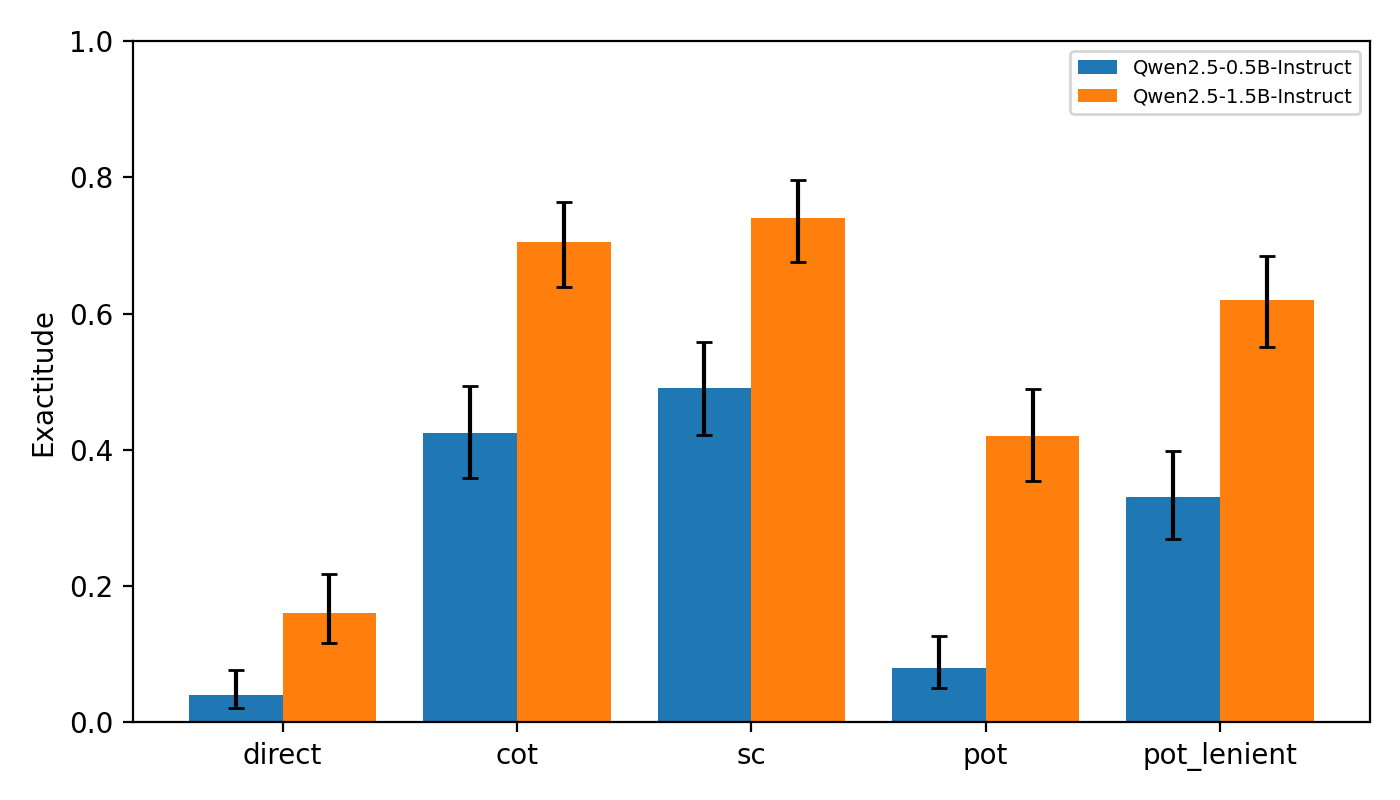 1.0
0.8
0.6
0.4
0.2
0.0
Exactitude
Qwen2.5-0.5B-Instruct
Qwen2.5-1.5B-Instruct
direct
cot
sc
pot
pot_lenient